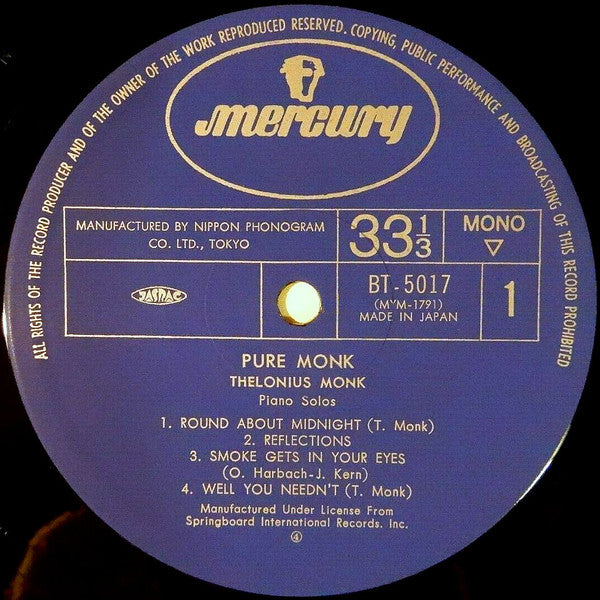 ALL RIGHTS OF THE RECORD PRODUCER AND OF THE OWNER OF THE WORK REPRODUCED RESERVED. COPYING, PUBLIC PERFORMANCE AND BROADCASTING OF THIS RECORD PROHIBITED
mercury
MANUFACTURED BY NIPPON PHONOGRAM
CO. LTD., TOKYO
33 1/3
MONO
▽
JASRAC
BT-5017
(MYM-1791)
MADE IN JAPAN
1
PURE MONK
THELONIUS MONK
Piano Solos
1. ROUND ABOUT MIDNIGHT (T. Monk)
2. REFLECTIONS
3. SMOKE GETS IN YOUR EYES
(O. Harbach-J. Kern)
4. WELL YOU NEEDN'T (T. Monk)
Manufactured Under License From
Springboard International Records, Inc.
④